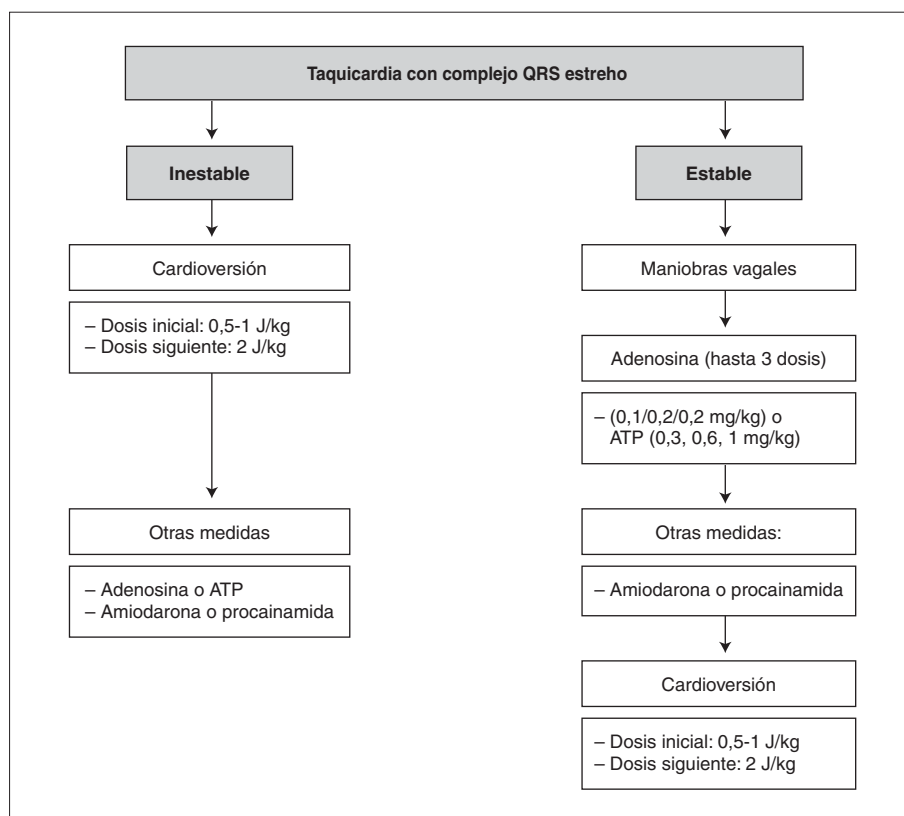 Taquicardia con complejo QRS estreho
Inestable
Cardioversión
– Dosis inicial: 0,5-1 J/kg
– Dosis siguiente: 2 J/kg
Otras medidas
– Adenosina o ATP
– Amiodarona o procainamida
Estable
Maniobras vagales
Adenosina (hasta 3 dosis)
– (0,1/0,2/0,2 mg/kg) o
ATP (0,3, 0,6, 1 mg/kg)
Otras medidas:
– Amiodarona o procainamida
Cardioversión
– Dosis inicial: 0,5-1 J/kg
– Dosis siguiente: 2 J/kg